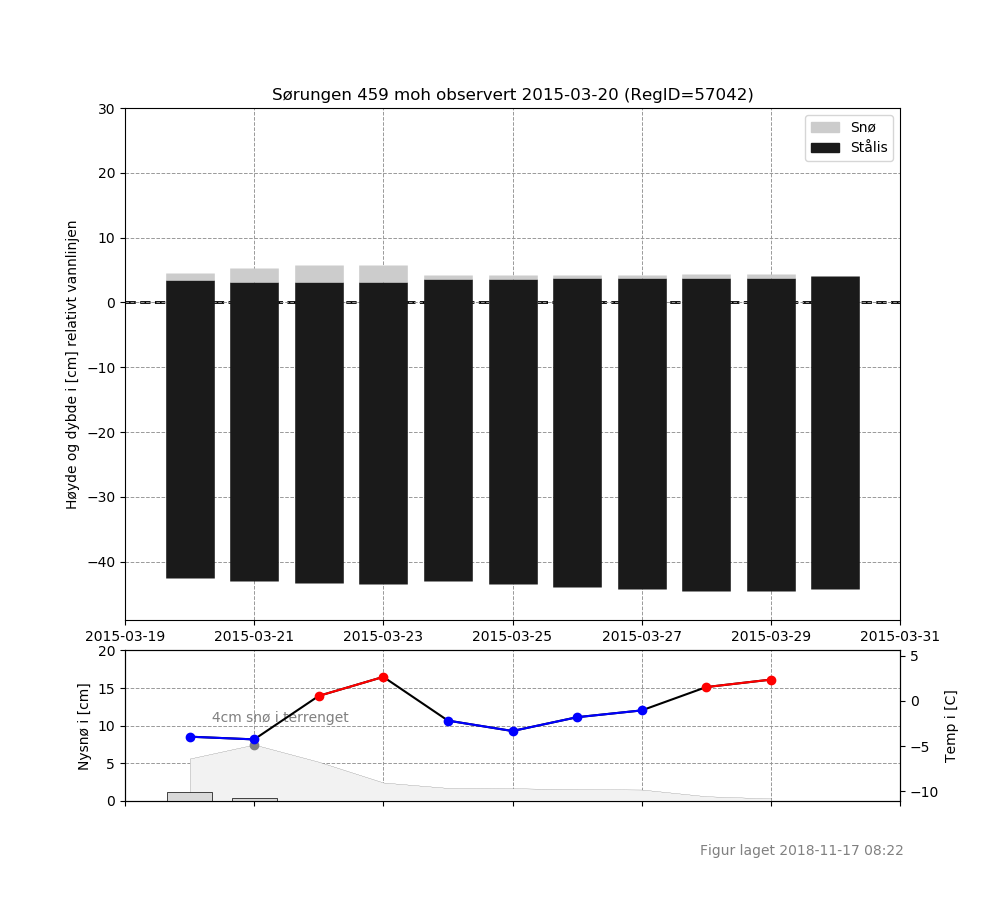 Sørungen 459 moh observert 2015-03-20 (RegID=57042)
Snø
Stålis
Høyde og dybde i [cm] relativt vannlinjen
30
20
10
0
−10
−20
−30
−40
2015-03-19 2015-03-21 2015-03-23 2015-03-25 2015-03-27 2015-03-29 2015-03-31
Nysnø i [cm]
20
15
10
5
0
4cm snø i terrenget
5
0
−5
−10
Temp i [C]
Figur laget 2018-11-17 08:22